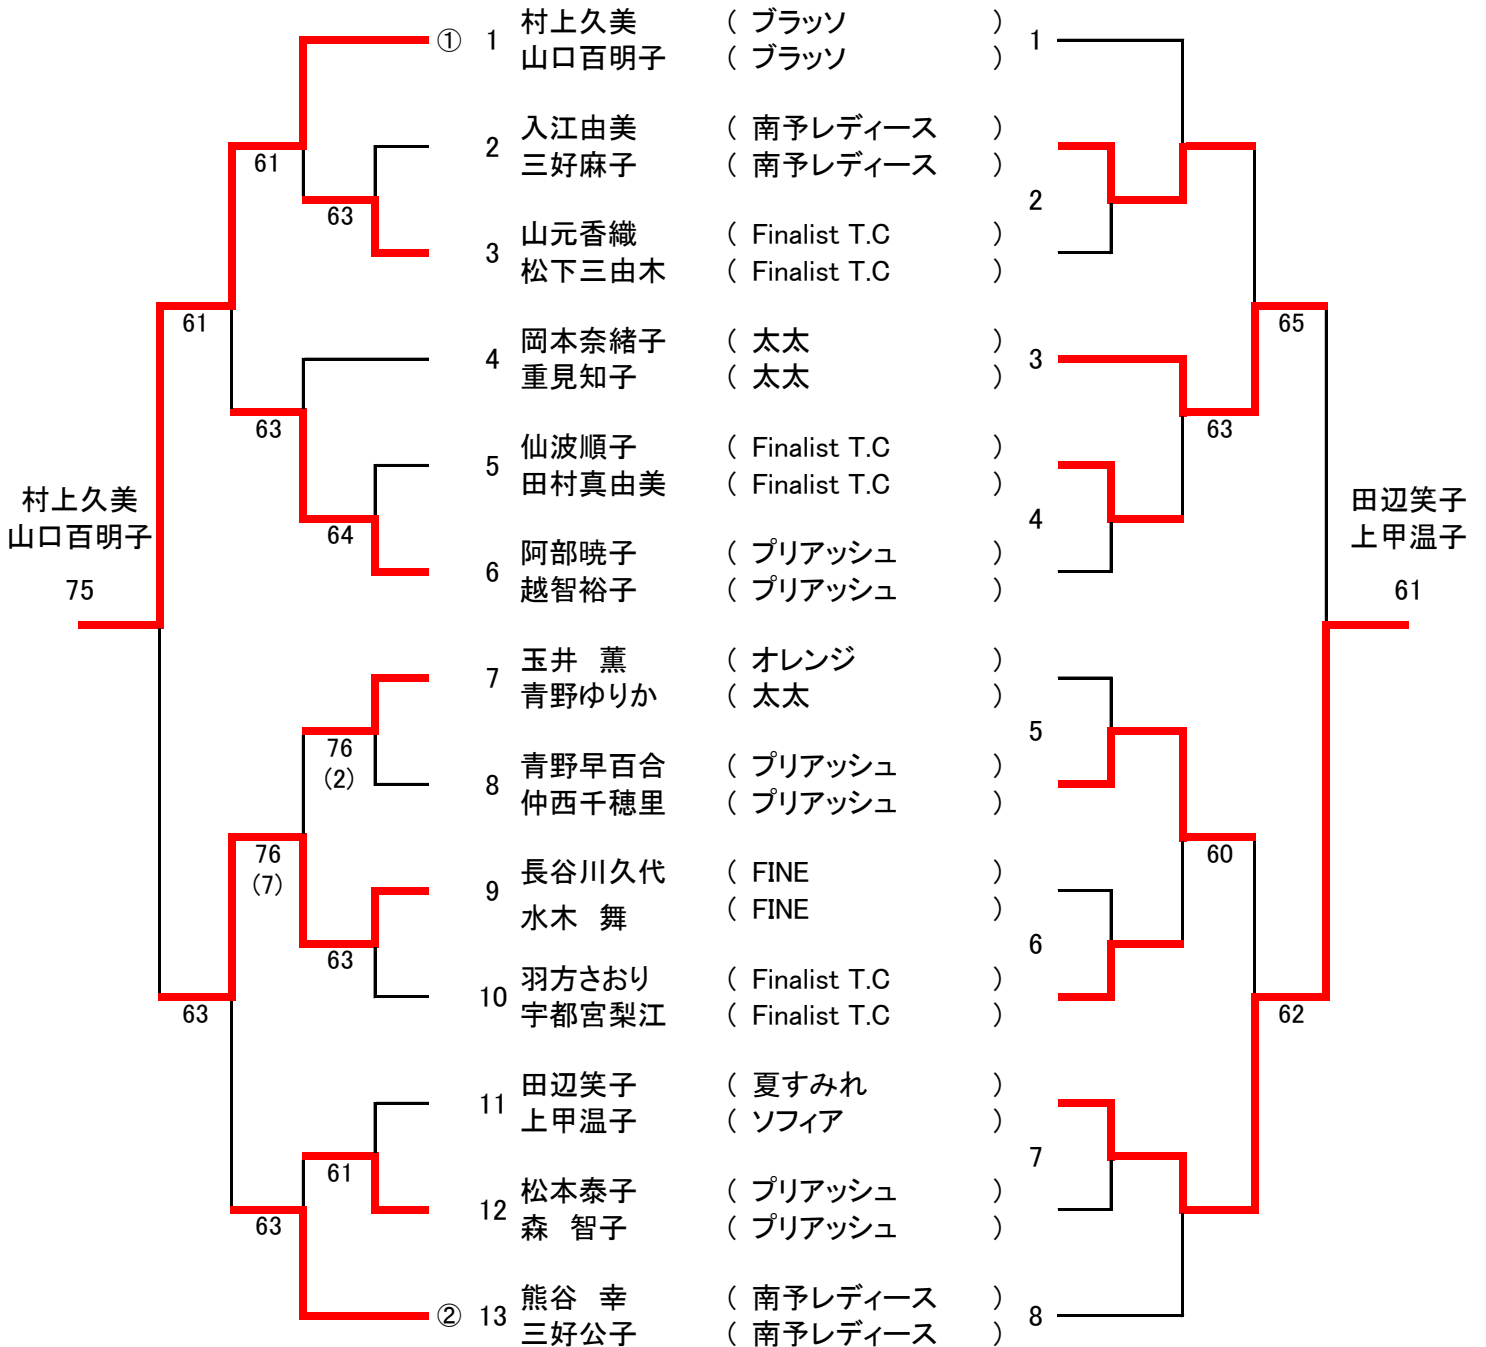 ① 1 村上久美 ( ブラッソ ) 1
山口百明子 ( ブラッソ )
2 入江由美 ( 南予レディース )
三好麻子 ( 南予レディース )
61
2
63
3 山元香織 ( Finalist T.C )
松下三由木 ( Finalist T.C )
61
65
4 岡本奈緒子 ( 太太 ) 3
重見知子 ( 太太 )
63
63
5 仙波順子 ( Finalist T.C )
田村真由美 ( Finalist T.C )
村上久美
山口百明子
75
田辺笑子
上甲温子
61
64
4
6 阿部暁子 ( プリアッシュ )
越智裕子 ( プリアッシュ )
7 玉井 薫 ( オレンジ )
青野ゆりか ( 太太 )
76
(2)
5
8 青野早百合 ( プリアッシュ )
仲西千穂里 ( プリアッシュ )
76
(7)
60
9 長谷川久代 ( FINE )
水木 舞 ( FINE )
63
6
10 羽方さおり ( Finalist T.C )
宇都宮梨江 ( Finalist T.C )
63
62
11 田辺笑子 ( 夏すみれ )
上甲温子 ( ソフィア )
61
7
12 松本泰子 ( プリアッシュ )
森 智子 ( プリアッシュ )
63
② 13 熊谷 幸 ( 南予レディース ) 8
三好公子 ( 南予レディース )